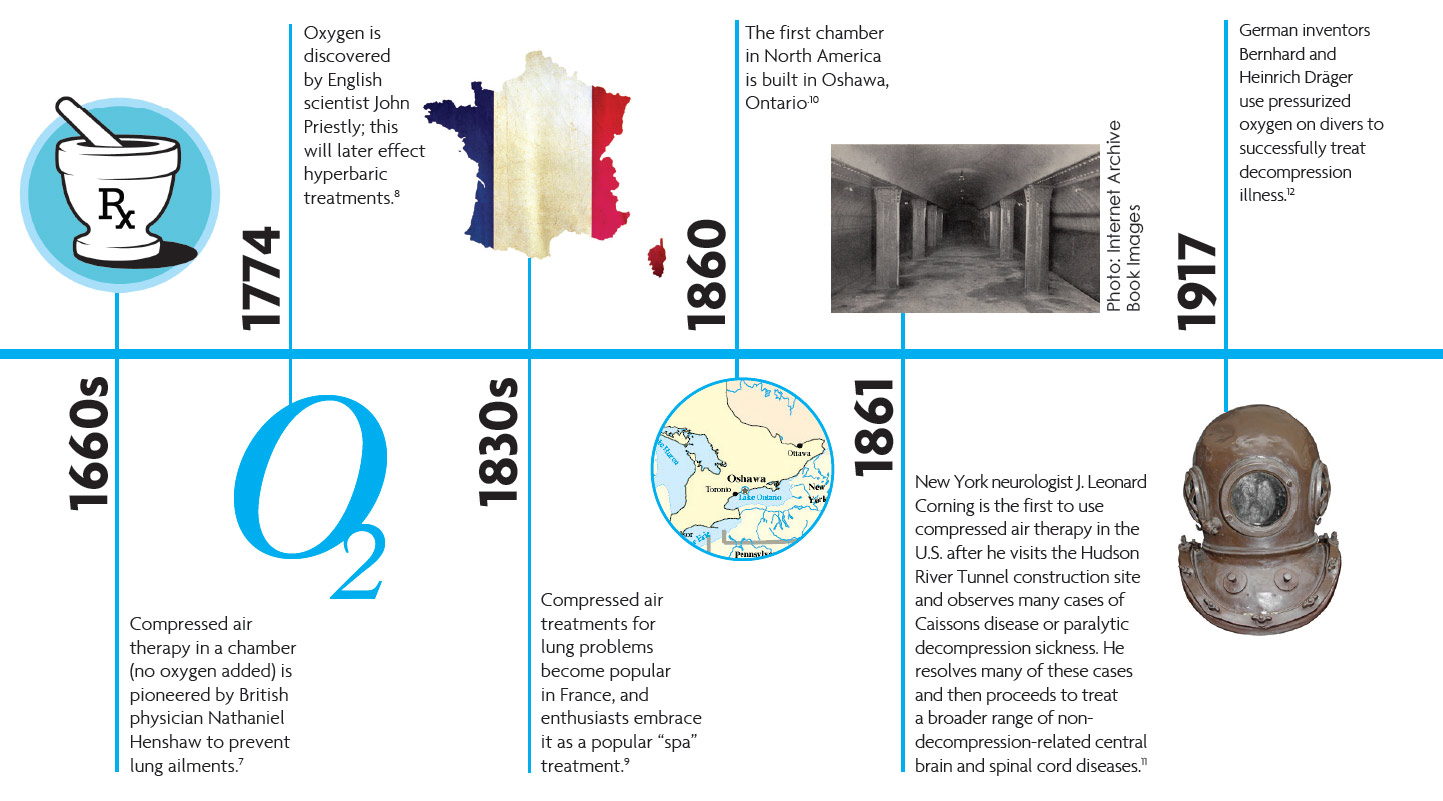 Rx
1660s
Compressed air
therapy in a chamber
(no oxygen added) is
pioneered by British
physician Nathaniel
Henshaw to prevent
lung ailments.7
1774
Oxygen is
discovered
by English
scientist John
Priestly; this
will later effect
hyperbaric
treatments.8
O2
1830s
Compressed air
treatments for
lung problems
become popular
in France, and
enthusiasts embrace
it as a popular “spa”
treatment.9
1860
The first chamber
in North America
is built in Oshawa,
Ontario.10
Ottawa
Oshawa
Toronto
Lake Ontario
New
York
1861
Photo: Internet Archive
Book Images
New York neurologist J. Leonard
Corning is the first to use
compressed air therapy in the
U.S. after he visits the Hudson
River Tunnel construction site
and observes many cases of
Caissons disease or paralytic
decompression sickness. He
resolves many of these cases
and then proceeds to treat
a broader range of non-
decompression-related central
brain and spinal cord diseases.11
1917
German inventors
Bernhard and
Heinrich Dräger
use pressurized
oxygen on divers to
successfully treat
decompression
illness.12